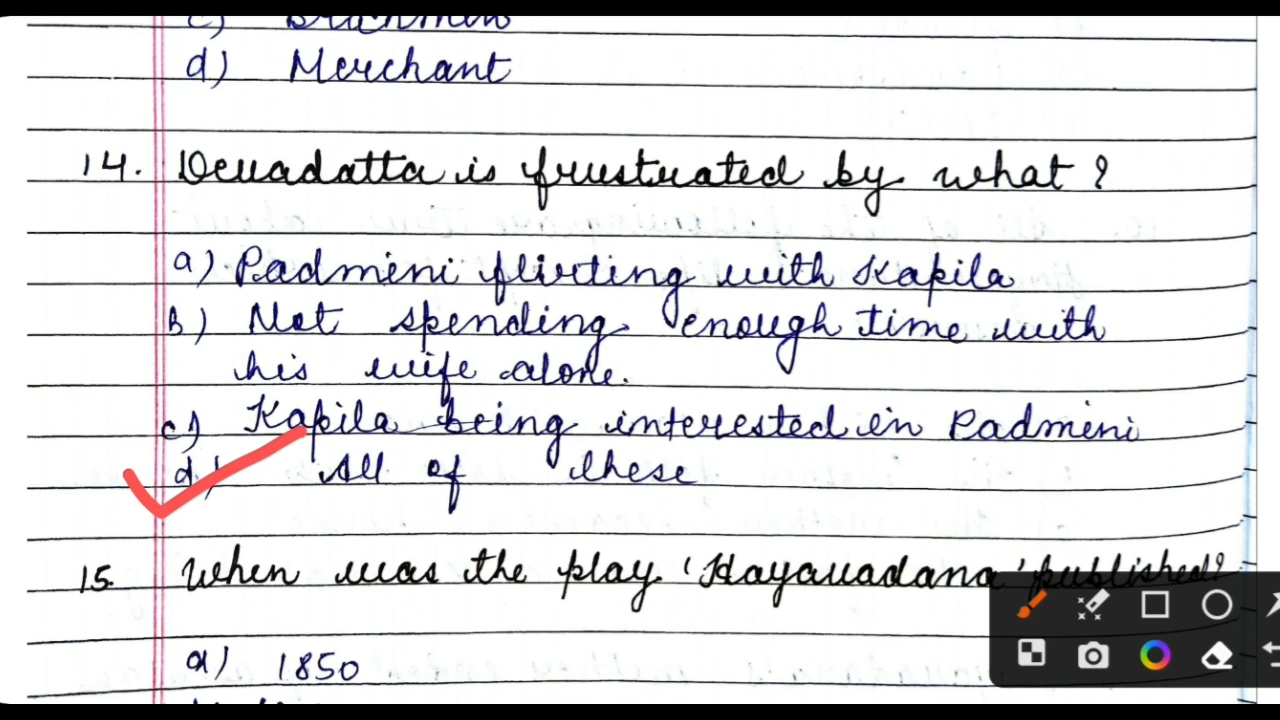 c) Brahmin
d) Merchant
14. Devadatta is frustrated by what?
a) Padmini flirting with Kapila
b) Not spending enough time with
his wife alone.
c) Kapila being interested in Padmini
d) All of these
15. When was the play 'Hayavadana' published?
a) 1850